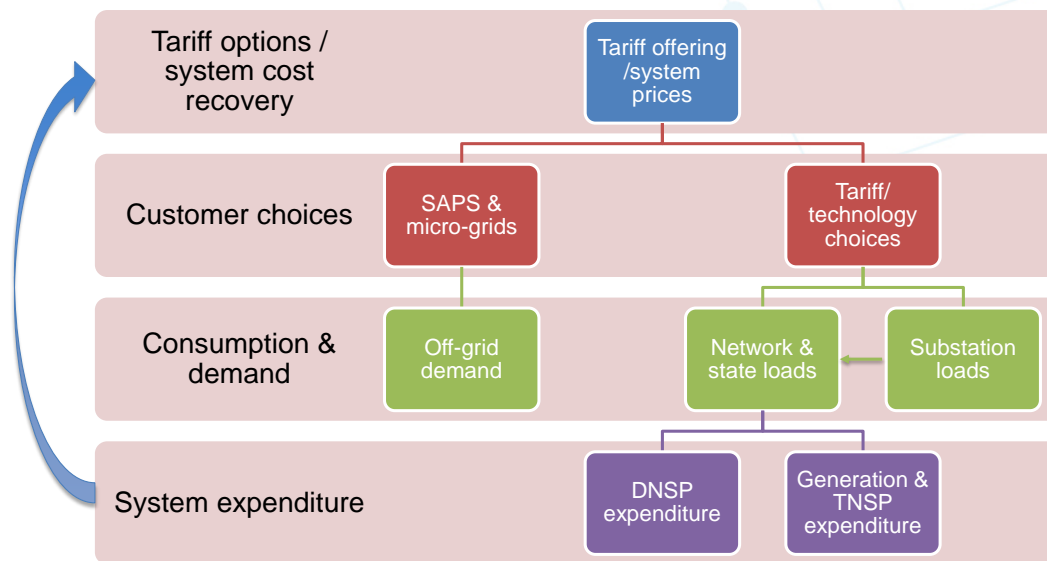 Tariff options /
system cost
recovery
Tariff offering
/system
prices
Customer choices
SAPS &
micro-grids
Tariff/
technology
choices
Consumption &
demand
Off-grid
demand
Network &
state loads
Substation
loads
System expenditure
DNSP
expenditure
Generation &
TNSP
expenditure